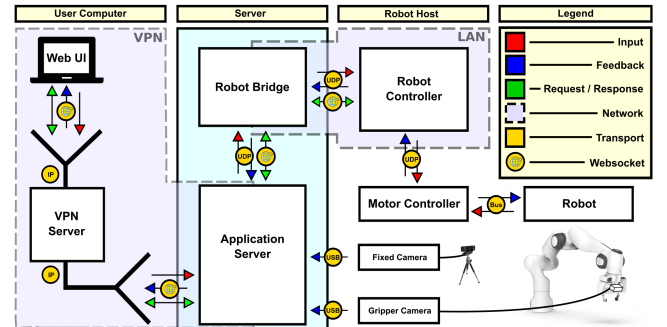 User Computer
Server
Robot Host
Legend
VPN
LAN
Web UI
Robot Bridge
UDP
Robot
Controller
Input
Feedback
Request / Response
Network
Transport
Websocket
IP
UDP
UDP
VPN
Server
Application
Server
Motor Controller
Bus
Robot
IP
USB
Fixed Camera
USB
Gripper Camera